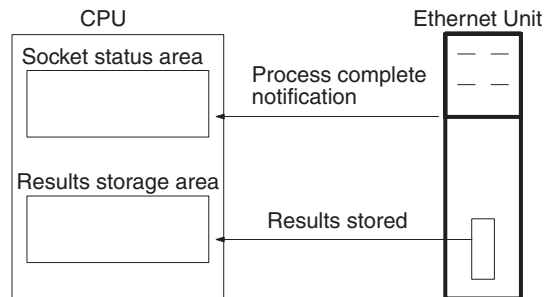 CPU
Ethernet Unit
Socket status area
Process complete
notification
Results storage area
Results stored